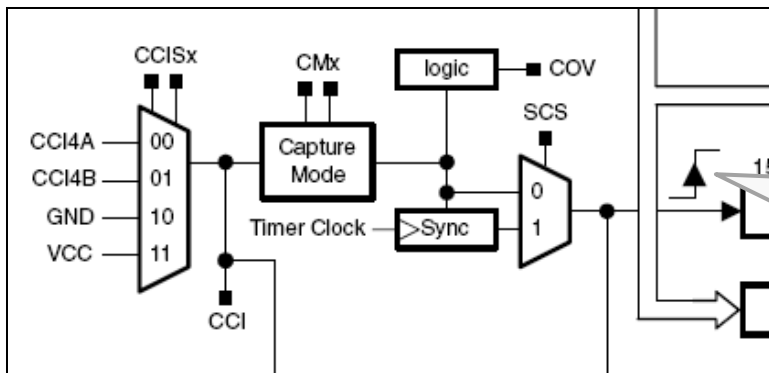 CCISx
CMx
logic
COV
SCS
CCI4A
00
CCI4B
01
GND
10
VCC
11
Capture
Mode
0
1
Timer Clock
Sync
CCI